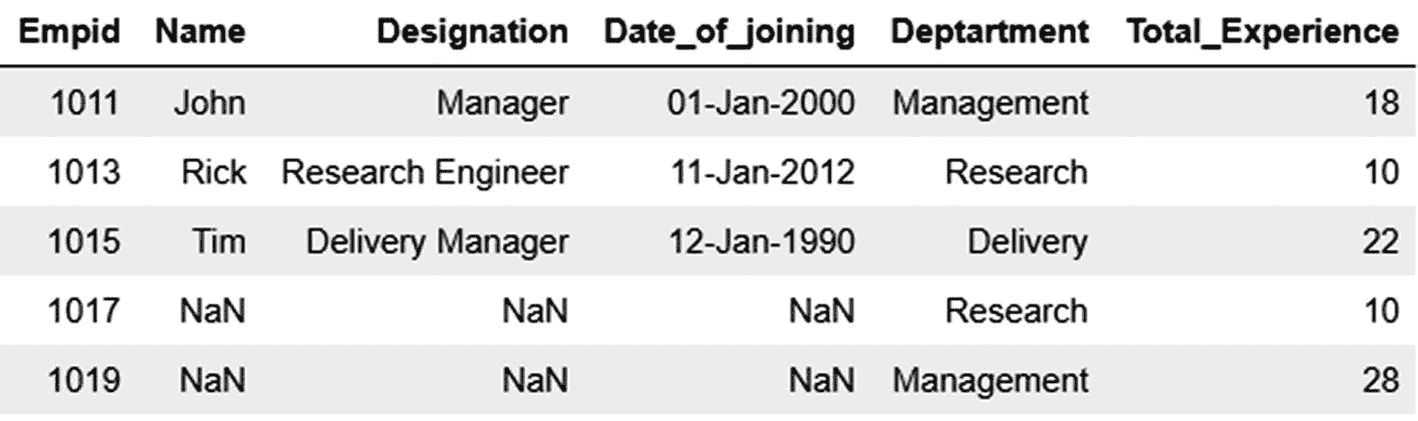 Empid Name Designation Date_of_joining Deptartment Total_Experience
1011 John Manager 01-Jan-2000 Management 18
1013 Rick Research Engineer 11-Jan-2012 Research 10
1015 Tim Delivery Manager 12-Jan-1990 Delivery 22
1017 NaN NaN NaN Research 10
1019 NaN NaN NaN Management 28